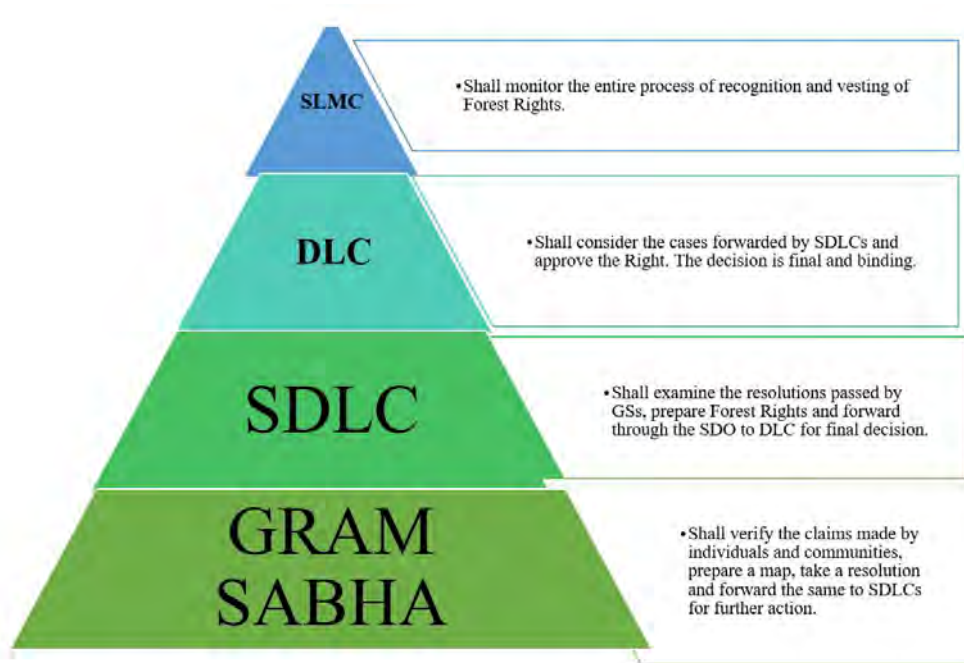 SLMC
•Shall monitor the entire process of recognition and vesting of
Forest Rights.
DLC
•Shall consider the cases forwarded by SDLCs and
approve the Right. The decision is final and binding.
SDLC
•Shall examine the resolutions passed by
GSs, prepare Forest Rights and forward
through the SDO to DLC for final decision.
GRAM
SABHA
•Shall verify the claims made by
individuals and communities,
prepare a map, take a resolution
and forward the same to SDLCs
for further action.